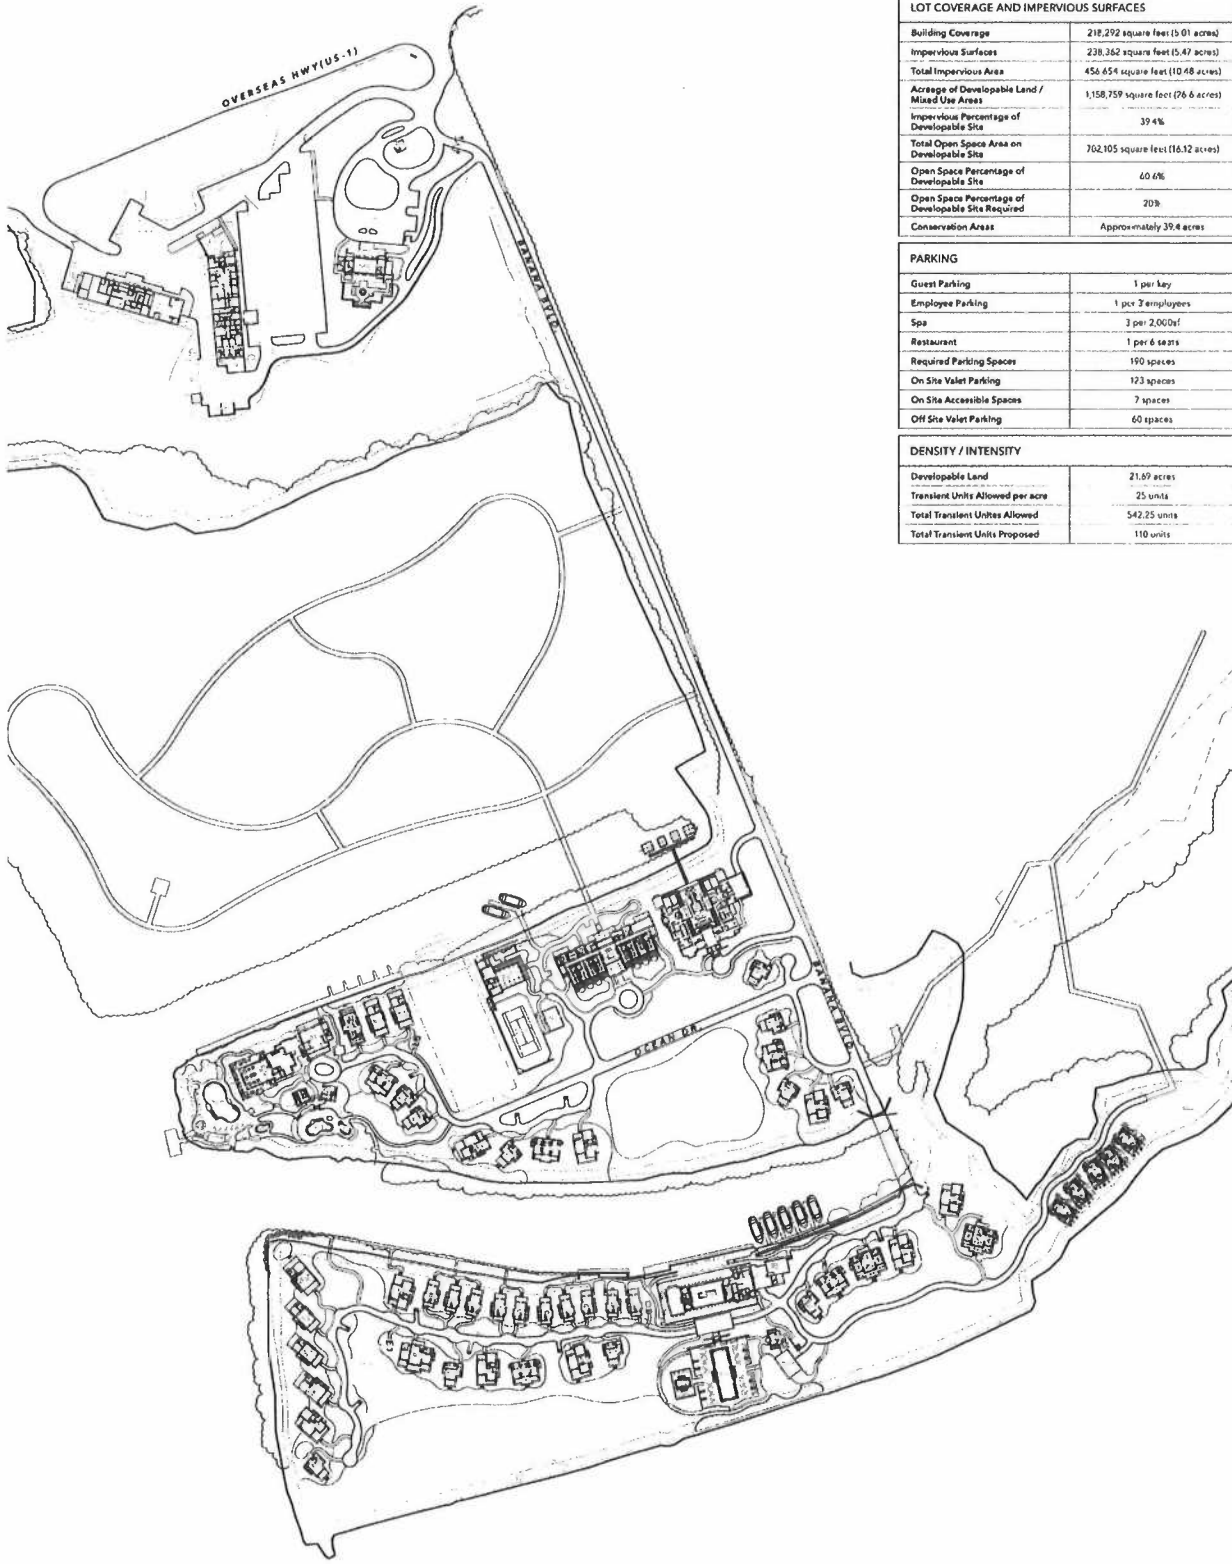 LOT COVERAGE AND IMPERVIOUS SURFACES
Building Coverage 218,292 square feet (5.01 acres)
Impervious Surfaces 238,362 square feet (5.47 acres)
Total Impervious Area 456,654 square feet (10.48 acres)
Acreage of Developable Land /
Mixed Use Areas 1,158,759 square feet (26.6 acres)
Impervious Percentage of
Developable Site 39.4%
Total Open Space Area on
Developable Site 702,105 square feet (16.12 acres)
Open Space Percentage of
Developable Site 60.6%
Open Space Percentage of
Developable Site Required 20%
Conservation Areas Approximately 39.4 acres
PARKING
Guest Parking 1 per key
Employee Parking 1 per 3 employees
Spa 3 per 2,000sf
Restaurant 1 per 6 seats
Required Parking Spaces 190 spaces
On Site Valet Parking 123 spaces
On Site Accessible Spaces 7 spaces
Off Site Valet Parking 60 spaces
DENSITY / INTENSITY
Developable Land 21.69 acres
Transient Units Allowed per acre 25 units
Total Transient Unites Allowed 542.25 units
Total Transient Units Proposed 110 units
OVERSEAS HWY(US-1)
BANANA BVLD.
BANANA BVLD.
OCEAN DR.